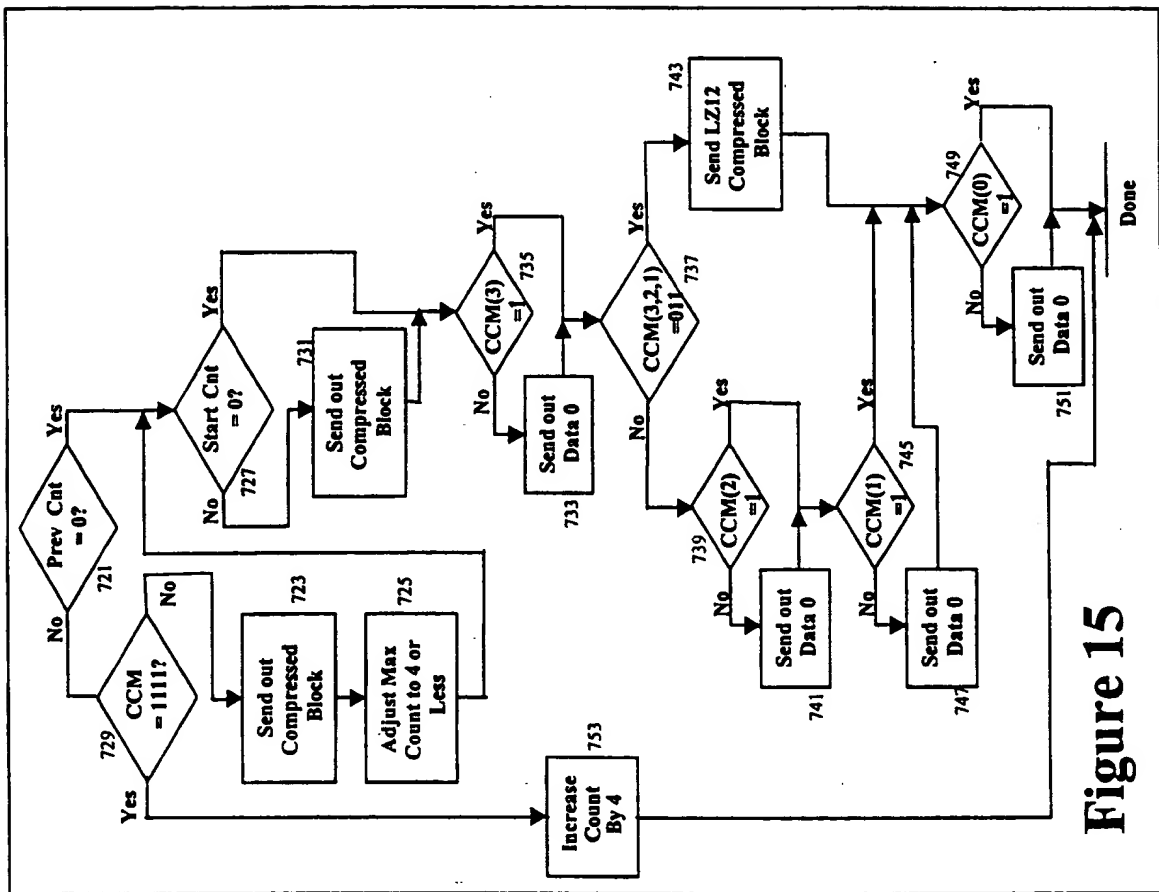 Prev Cnt
= 0?
721
No
Yes
CCM
= 1111?
729
Yes
No
Send out
Compressed
Block
723
Adjust Max
Count to 4 or
Less
725
Start Cnt
= 0?
727
No
Yes
Send out
Compressed
Block
731
CCM(3)
=1
735
No
Yes
Send out
Data 0
733
CCM(3,2,1)
=011
737
No
Yes
Send LZ12
Compressed
Block
743
CCM(2)
=1
739
No
Yes
Send out
Data 0
741
CCM(1)
=1
745
No
Yes
Send out
Data 0
747
CCM(0)
=1
749
No
Yes
Send out
Data 0
751
Increase
Count
By 4
753
Done
Figure 15